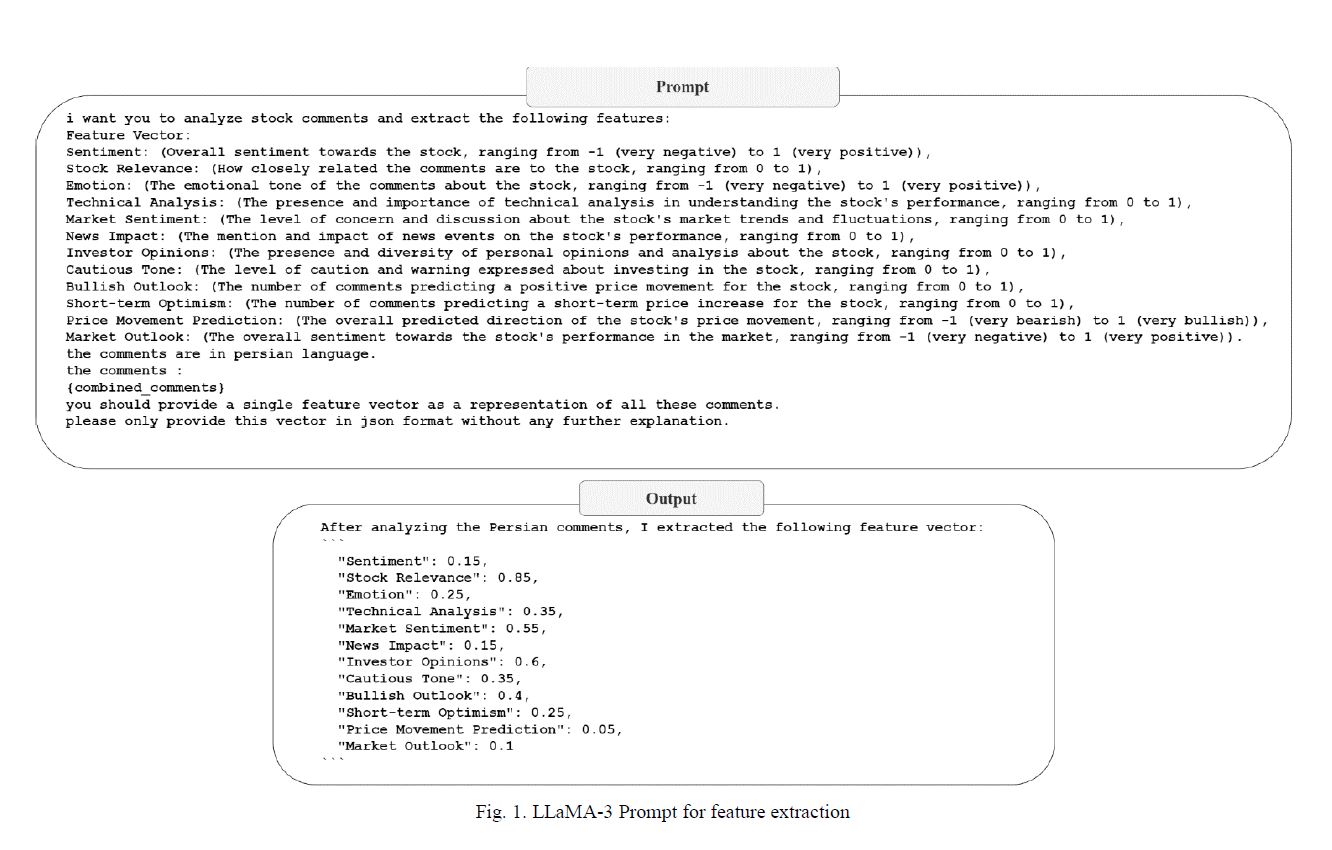 Prompt
i want you to analyze stock comments and extract the following features:
Feature Vector:
Sentiment: (Overall sentiment towards the stock, ranging from -1 (very negative) to 1 (very positive)),
Stock Relevance: (How closely related the comments are to the stock, ranging from 0 to 1),
Emotion: (The emotional tone of the comments about the stock, ranging from -1 (very negative) to 1 (very positive)),
Technical Analysis: (The presence and importance of technical analysis in understanding the stock's performance, ranging from 0 to 1),
Market Sentiment: (The level of concern and discussion about the stock's market trends and fluctuations, ranging from 0 to 1),
News Impact: (The mention and impact of news events on the stock's performance, ranging from 0 to 1),
Investor Opinions: (The presence and diversity of personal opinions and analysis about the stock, ranging from 0 to 1),
Cautious Tone: (The level of caution and warning expressed about investing in the stock, ranging from 0 to 1),
Bullish Outlook: (The number of comments predicting a positive price movement for the stock, ranging from 0 to 1),
Short-term Optimism: (The number of comments predicting a short-term price increase for the stock, ranging from 0 to 1),
Price Movement Prediction: (The overall predicted direction of the stock's price movement, ranging from -1 (very bearish) to 1 (very bullish)),
Market Outlook: (The overall sentiment towards the stock's performance in the market, ranging from -1 (very negative) to 1 (very positive)).
the comments are in persian language.
the comments :
{combined_comments}
you should provide a single feature vector as a representation of all these comments.
please only provide this vector in json format without any further explanation.
Output
After analyzing the Persian comments, I extracted the following feature vector:
```
"Sentiment": 0.15,
"Stock Relevance": 0.85,
"Emotion": 0.25,
"Technical Analysis": 0.35,
"Market Sentiment": 0.55,
"News Impact": 0.15,
"Investor Opinions": 0.6,
"Cautious Tone": 0.35,
"Bullish Outlook": 0.4,
"Short-term Optimism": 0.25,
"Price Movement Prediction": 0.05,
"Market Outlook": 0.1
```
Fig. 1. LLaMA-3 Prompt for feature extraction